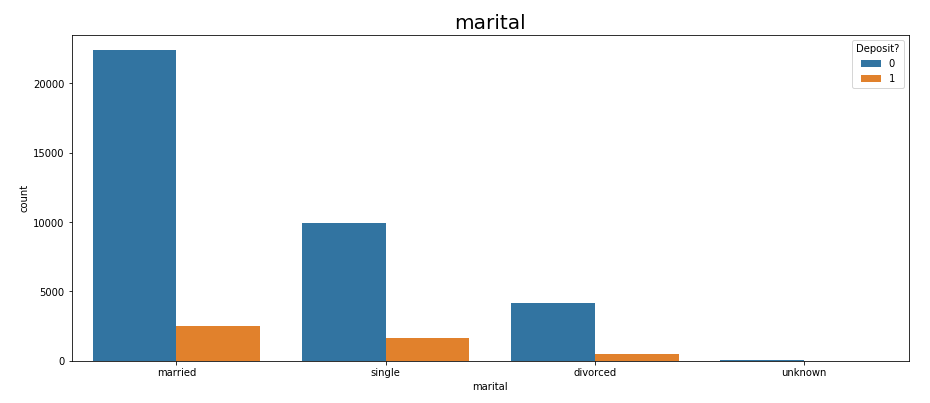 marital
Deposit?
0
1
20000
15000
10000
5000
0
count
married single divorced unknown
marital